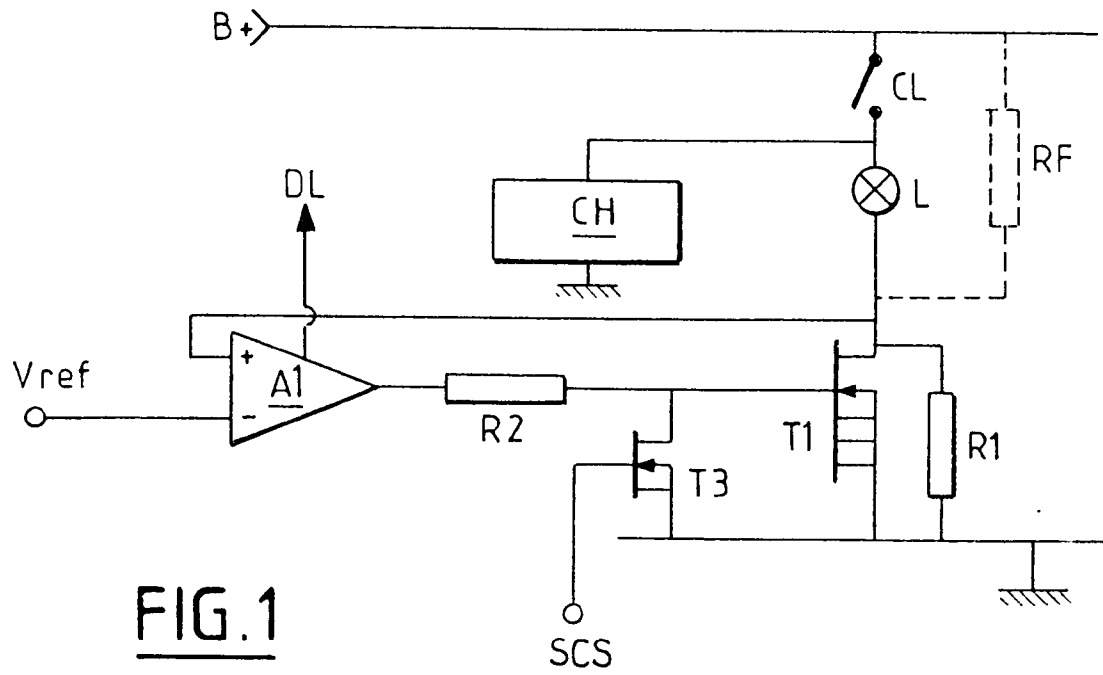 B+
CL
RF
DL
CH
L
Vref
+
A1
-
R2
T1
R1
T3
SCS
FIG.1